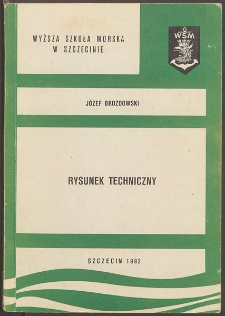 WYŻSZA SZKOŁA MORSKA
W SZCZECINIE
WSM
JÓZEF DROZDOWSKI
RYSUNEK TECHNICZNY
SZCZECIN 1982